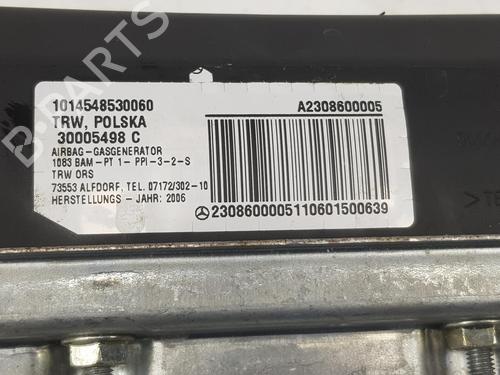 1014548530060
TRW, POLSKA
30005498 C
AIRBAG-GASGENERATOR
1083 BAM-PT 1- PPI-3-2-S
TRW ORS
73553 ALFDORF, TEL. 07172/302-10
HERSTELLUNGS - JAHR: 2006
A2308600005
2308600005110601500639
B-PARTS